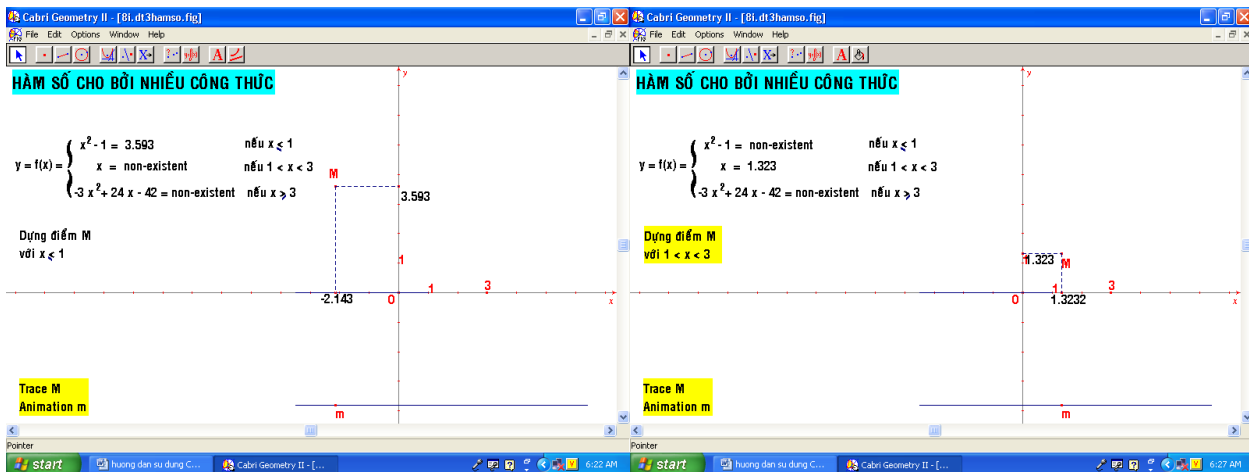 Cabri Geometry II - [8i.dt3hamso.fig]
File Edit Options Window Help
HÀM SỐ CHO BỞI NHIỀU CÔNG THỨC
y
x² - 1 = 3.593 nếu x ≤ 1
y = f(x) = x = non-existent nếu 1 < x < 3
-3 x² + 24 x - 42 = non-existent nếu x ≥ 3
M
3.593
Dựng điểm M
với x ≤ 1
1
-2.143 0 1 3 x
Trace M
Animation m
m
Pointer
start huong dan su dung C... Cabri Geometry II - [... 6:22 AM
Cabri Geometry II - [8i.dt3hamso.fig]
File Edit Options Window Help
HÀM SỐ CHO BỞI NHIỀU CÔNG THỨC
y
x² - 1 = non-existent nếu x ≤ 1
y = f(x) = x = 1.323 nếu 1 < x < 3
-3 x² + 24 x - 42 = non-existent nếu x ≥ 3
Dựng điểm M
với 1 < x < 3
1 1.323 M
0 1 3 x
1.3232
Trace M
Animation m
m
Pointer
start huong dan su dung C... Cabri Geometry II - [... 6:27 AM